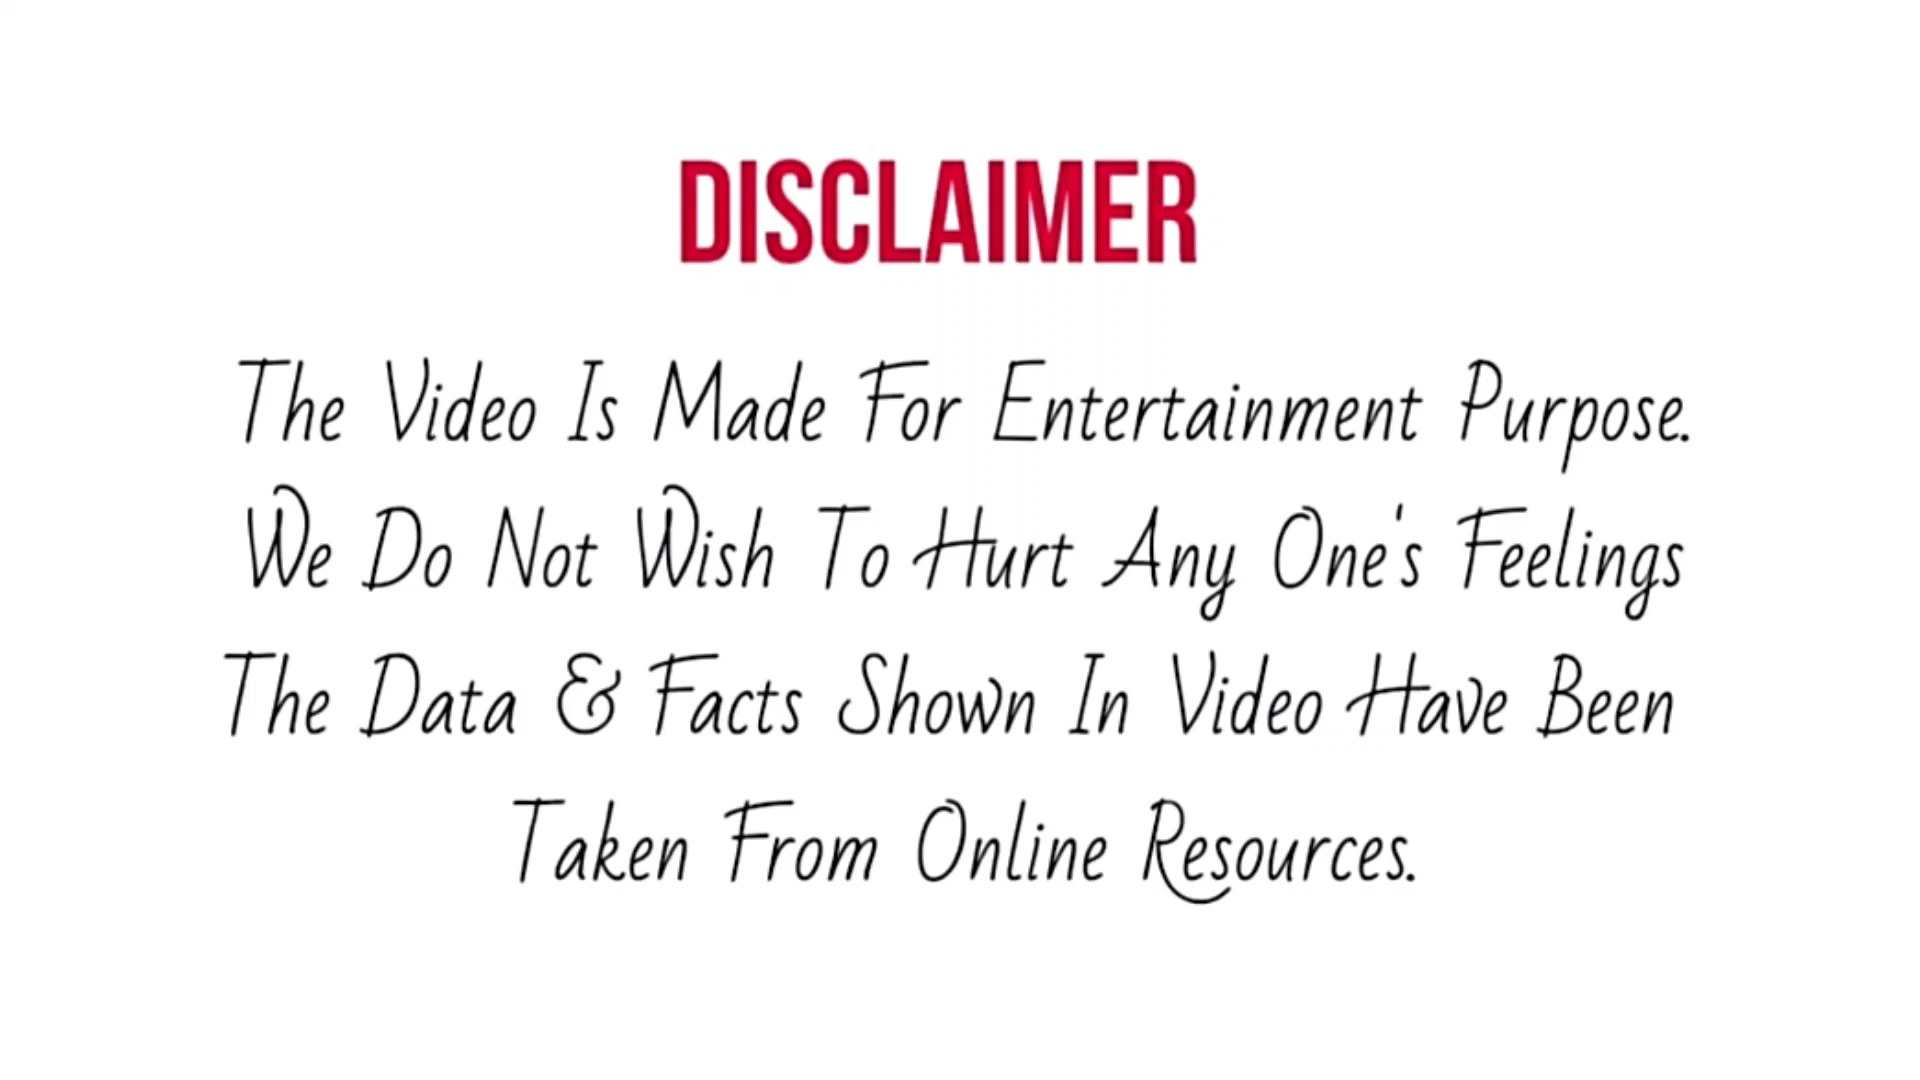 DISCLAIMER
The Video Is Made For Entertainment Purpose.
We Do Not Wish To Hurt Any One's Feelings
The Data & Facts Shown In Video Have Been
Taken From Online Resources.